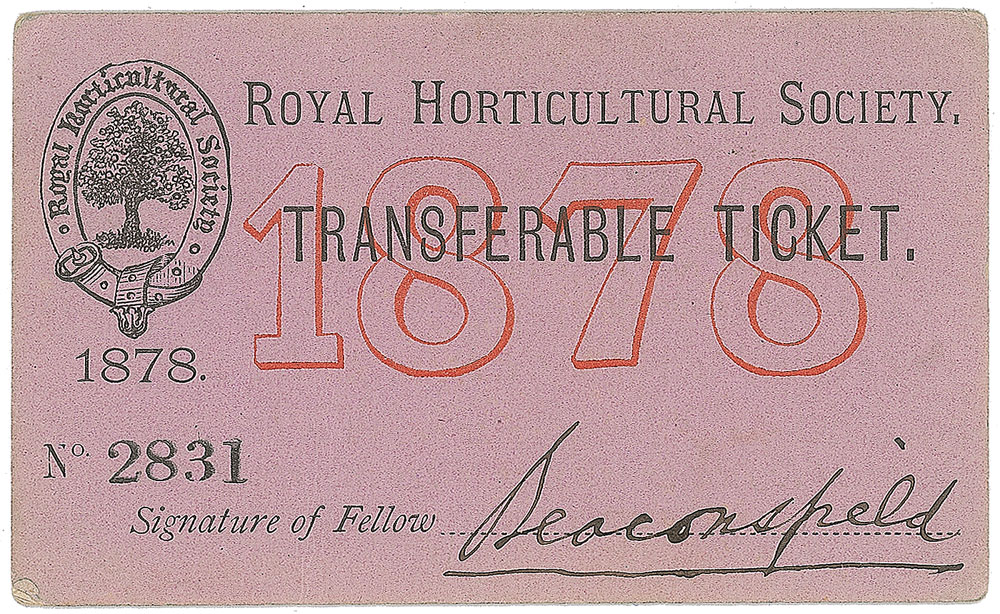 Royal Horticultural Society
ROYAL HORTICULTURAL SOCIETY,
1878
TRANSFERABLE TICKET.
1878.
No. 2831
Signature of Fellow Beaconsfield